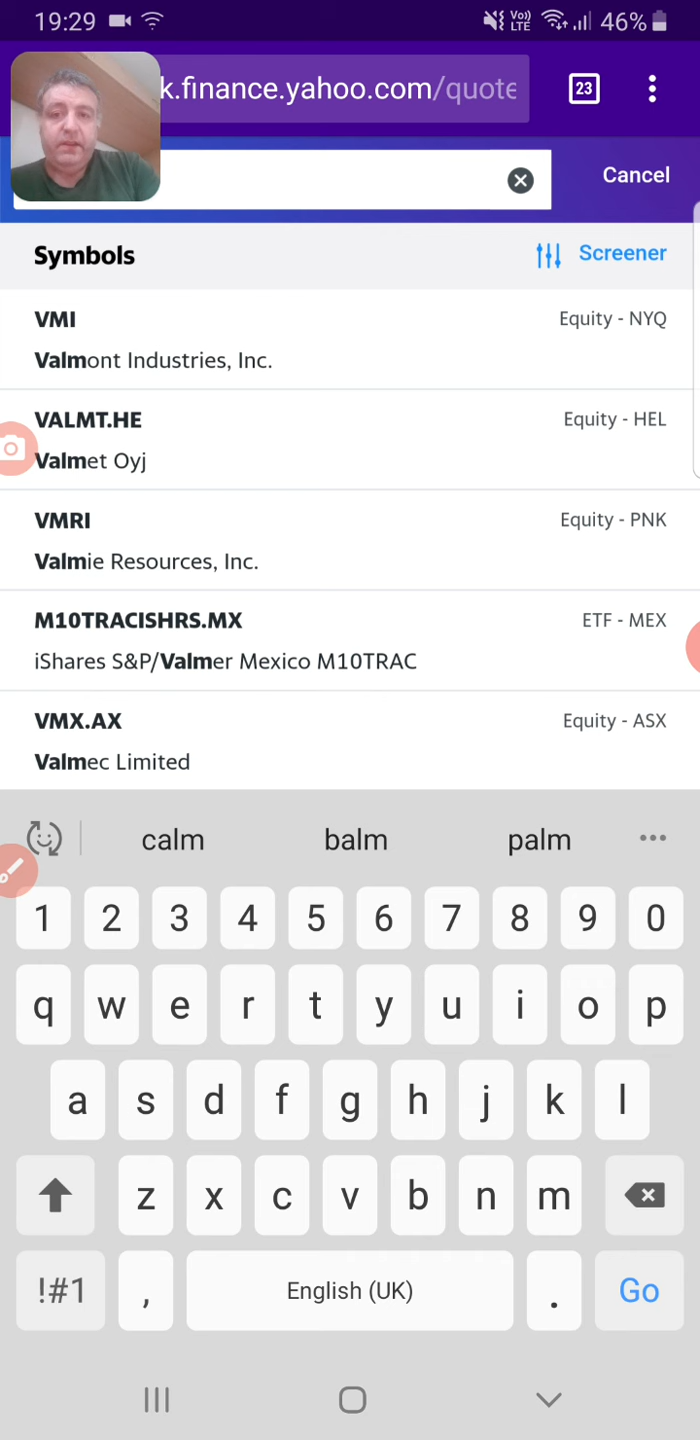 19:29 Vo) LTE 46%
k.finance.yahoo.com/quote 23
Cancel
Symbols Screener
VMI Equity - NYQ
Valmont Industries, Inc.
VALMT.HE Equity - HEL
Valmet Oyj
VMRI Equity - PNK
Valmie Resources, Inc.
M10TRACISHRS.MX ETF - MEX
iShares S&P/Valmer Mexico M10TRAC
VMX.AX Equity - ASX
Valmec Limited
calm balm palm
1 2 3 4 5 6 7 8 9 0
q w e r t y u i o p
a s d f g h j k l
z x c v b n m
!#1 , English (UK) . Go